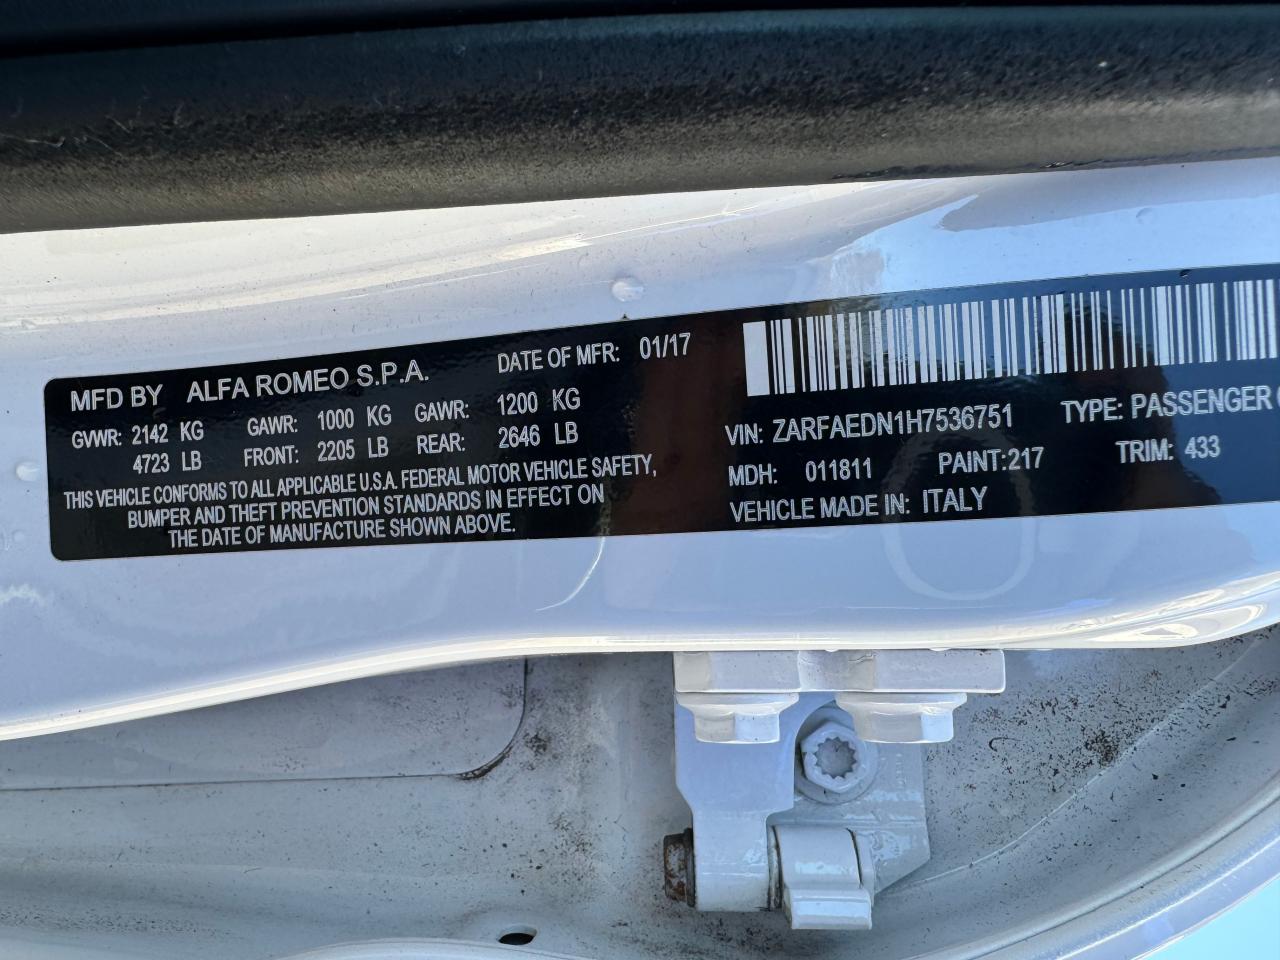 MFD BY ALFA ROMEO S.P.A. DATE OF MFR: 01/17
GVWR: 2142 KG GAWR: 1000 KG GAWR: 1200 KG
4723 LB FRONT: 2205 LB REAR: 2646 LB
THIS VEHICLE CONFORMS TO ALL APPLICABLE U.S.A. FEDERAL MOTOR VEHICLE SAFETY,
BUMPER AND THEFT PREVENTION STANDARDS IN EFFECT ON
THE DATE OF MANUFACTURE SHOWN ABOVE.
VIN: ZARFAEDN1H7536751 TYPE: PASSENGER
MDH: 011811 PAINT:217 TRIM: 433
VEHICLE MADE IN: ITALY